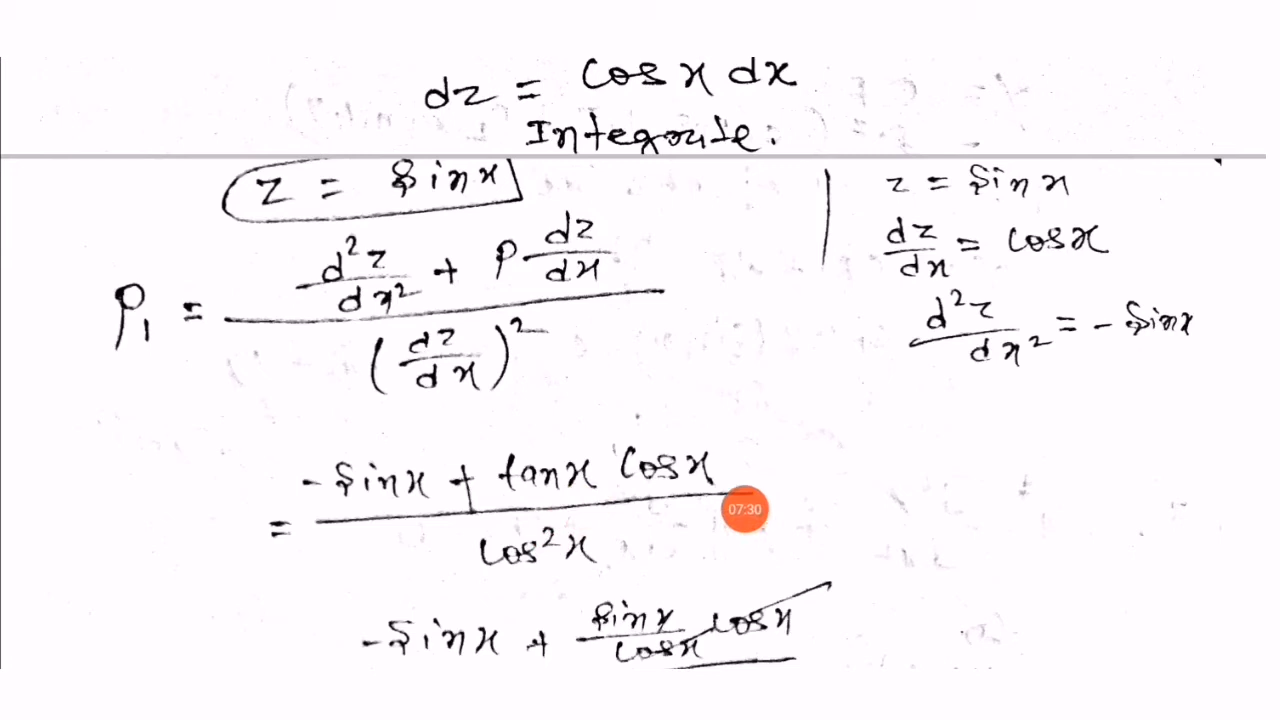 dz = cos x dx
Integrate.
z = sin x
P₁ = (d²z/dx² + P dz/dx) / (dz/dx)²
= (- sin x + tan x cos x) / cos² x
07:30
- sin x + sin x/cos x cos x
z = sin x
dz/dx = cos x
d²z/dx² = - sin x